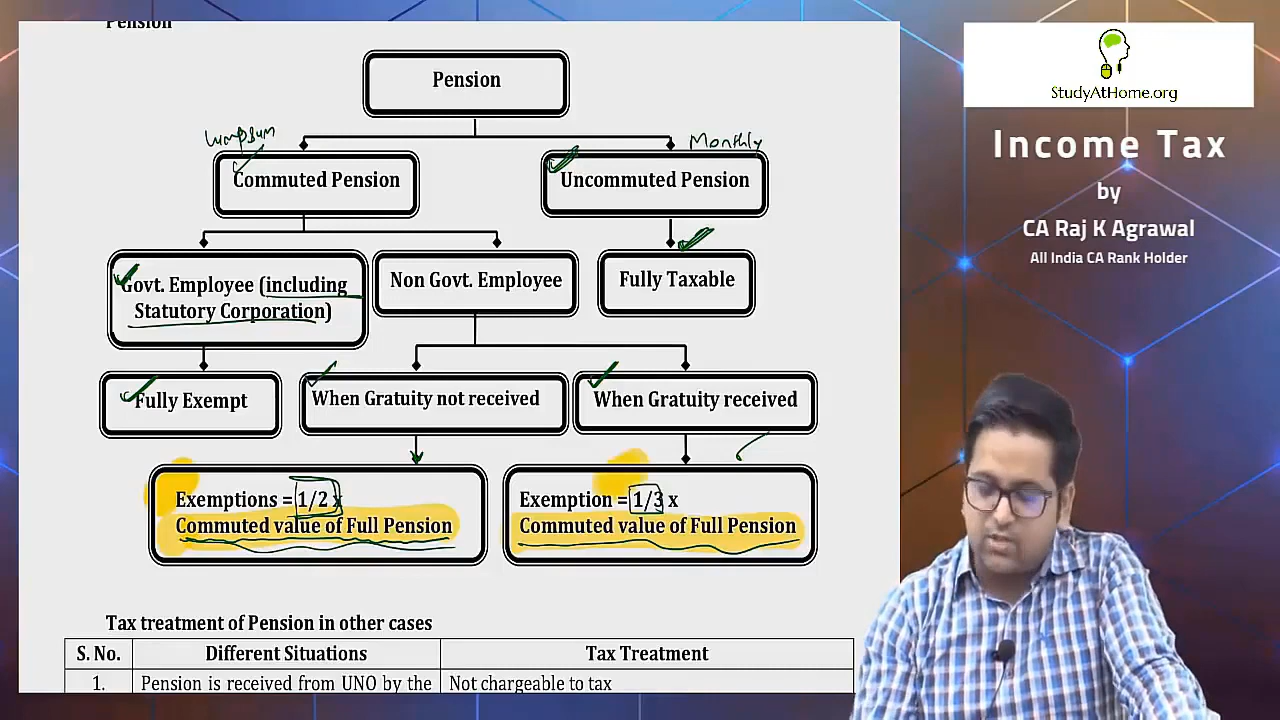 Pension
Pension
Lumpsum
Monthly
Commuted Pension
Uncommuted Pension
Govt. Employee (including
Statutory Corporation)
Non Govt. Employee
Fully Taxable
Fully Exempt
When Gratuity not received
When Gratuity received
Exemptions = 1/2 x
Commuted value of Full Pension
Exemption = 1/3 x
Commuted value of Full Pension
Tax treatment of Pension in other cases
S. No.
Different Situations
Tax Treatment
1.
Pension is received from UNO by the
Not chargeable to tax
StudyAtHome.org
Income Tax
by
CA Raj K Agrawal
All India CA Rank Holder